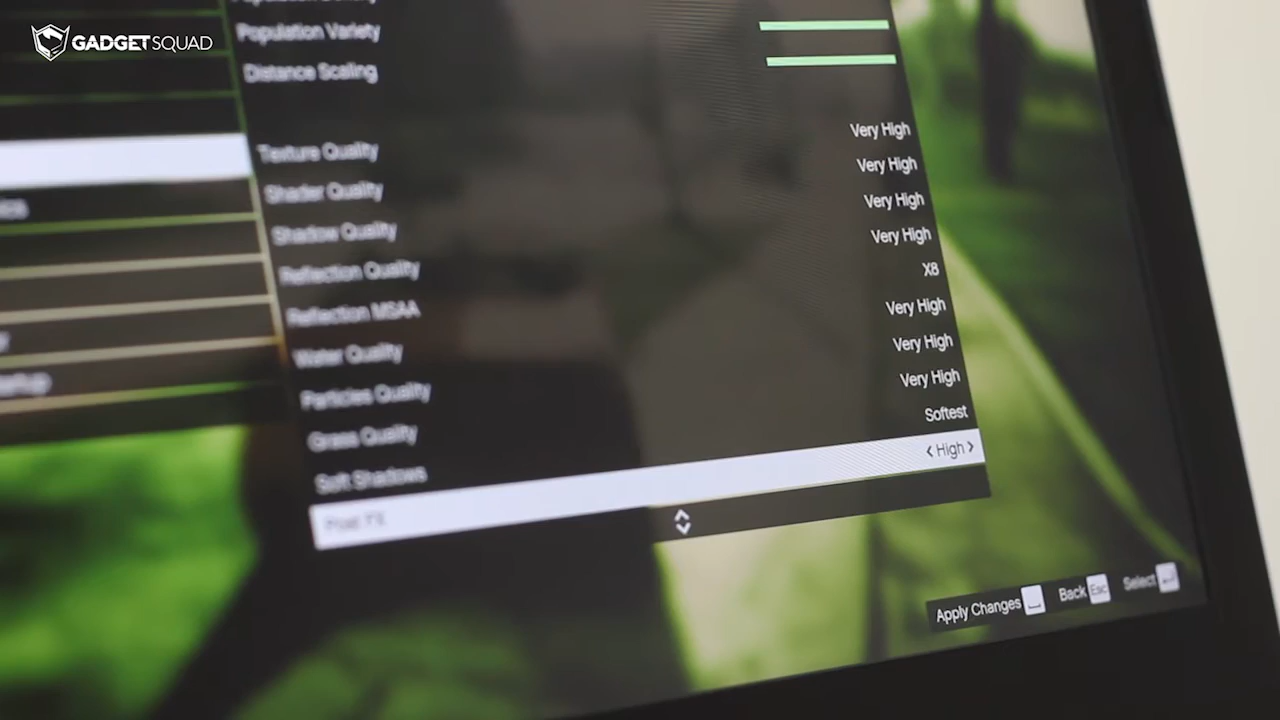 GADGETSQUAD
Population Variety
Distance Scaling
Texture Quality Very High
Shader Quality Very High
Shadow Quality Very High
Reflection Quality Very High
Reflection MSAA X8
Water Quality Very High
Particles Quality Very High
Grass Quality Very High
Soft Shadows Softest
Post FX < High >
Apply Changes Back Esc Select